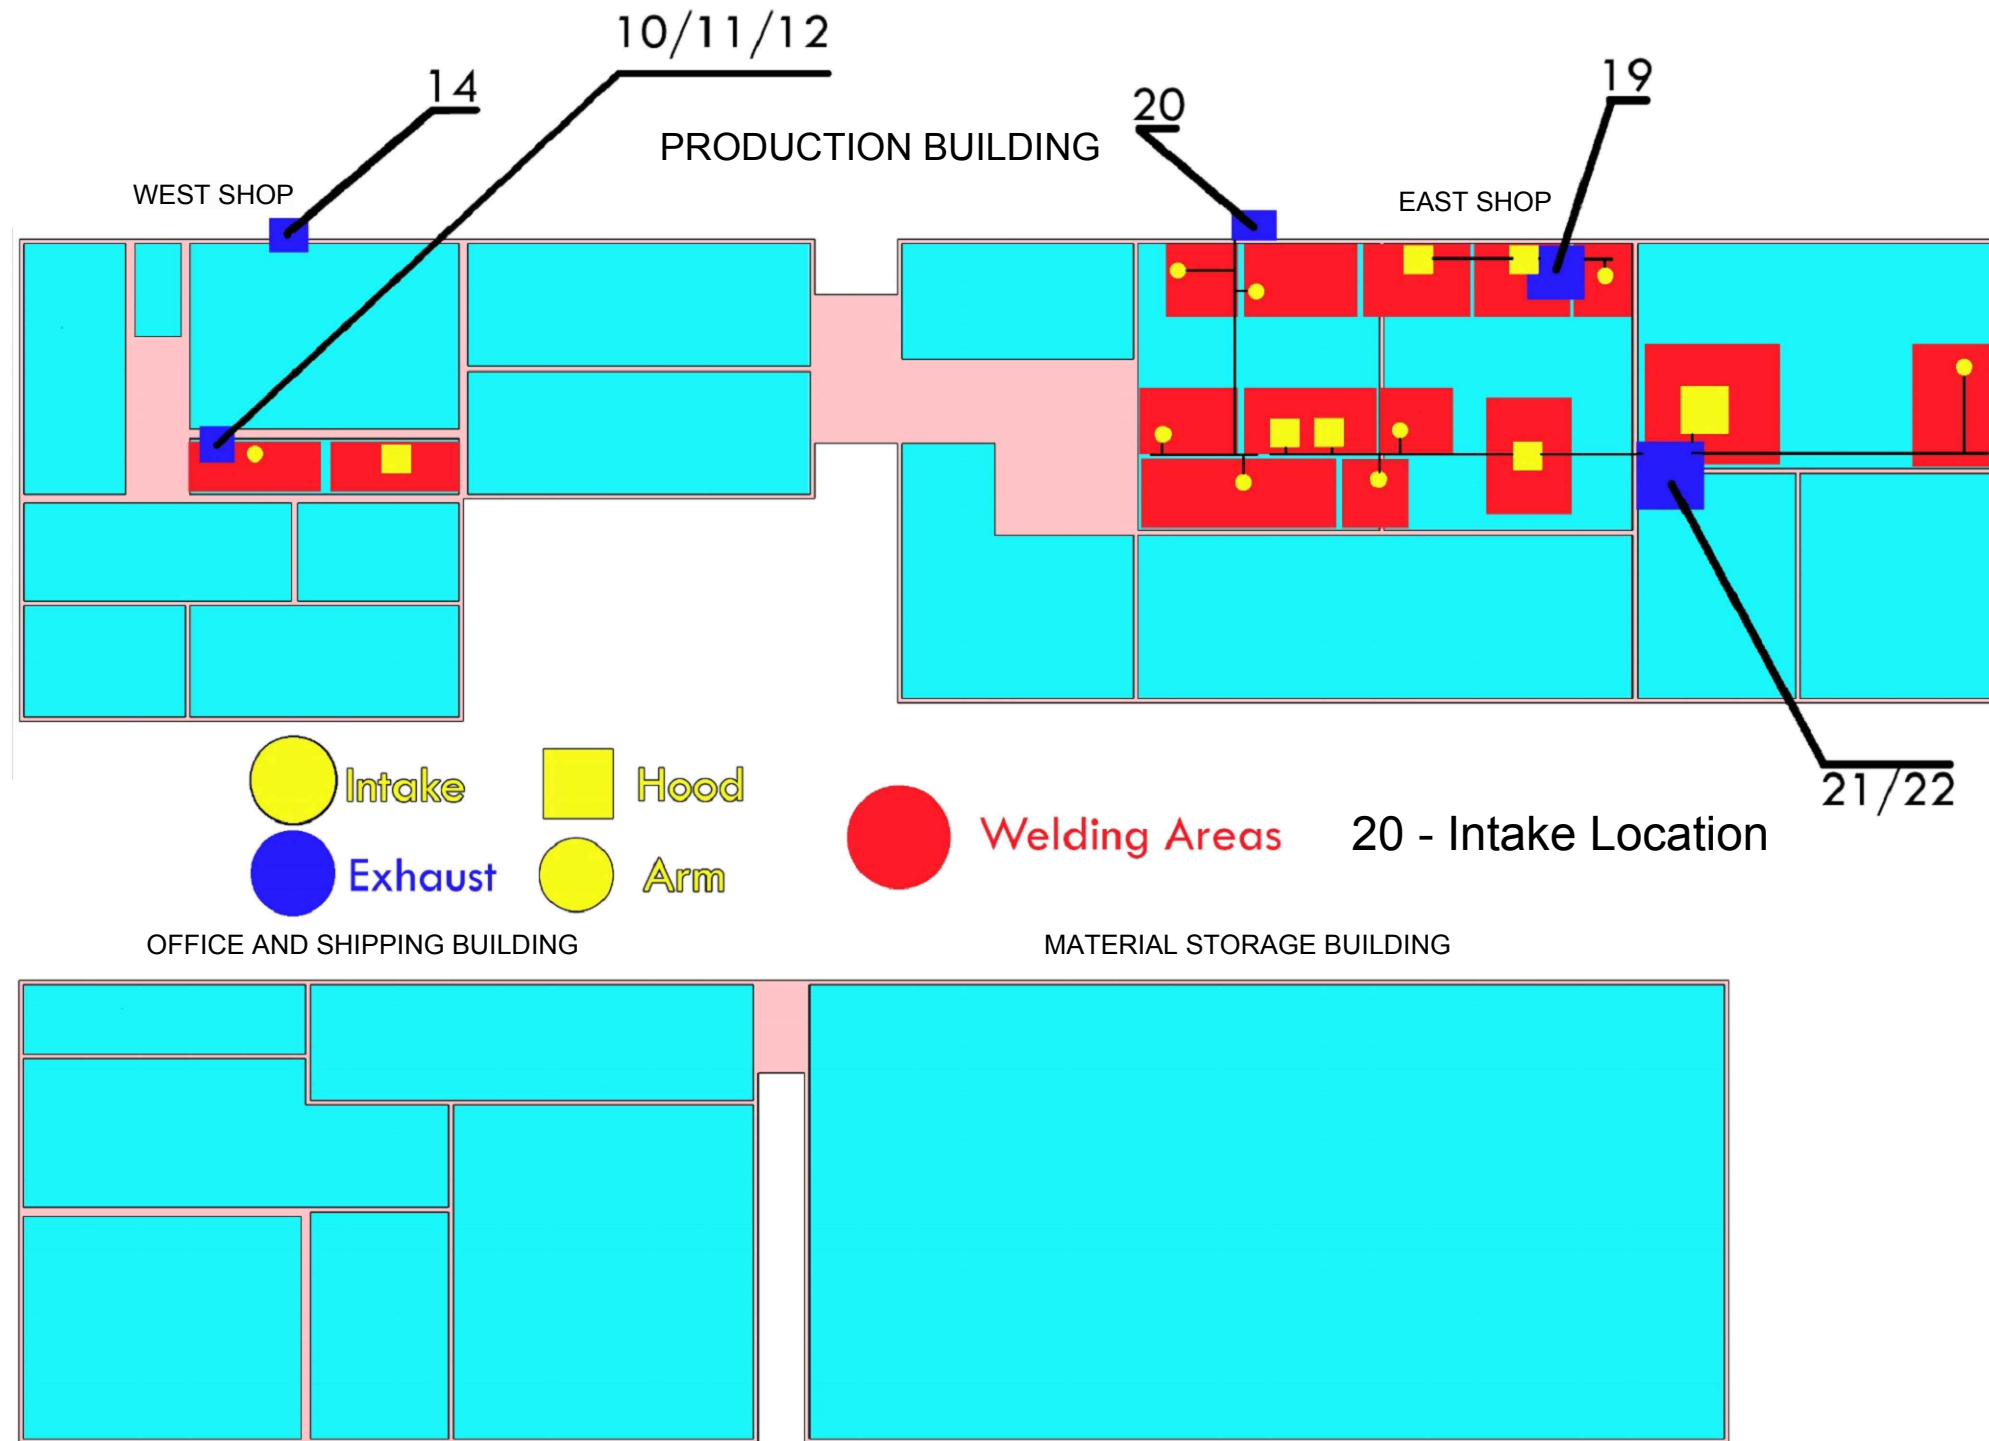 10/11/12
14
19
20
PRODUCTION BUILDING
WEST SHOP
EAST SHOP
Intake
Hood
21/22
Welding Areas
20 - Intake Location
Exhaust
Arm
OFFICE AND SHIPPING BUILDING
MATERIAL STORAGE BUILDING